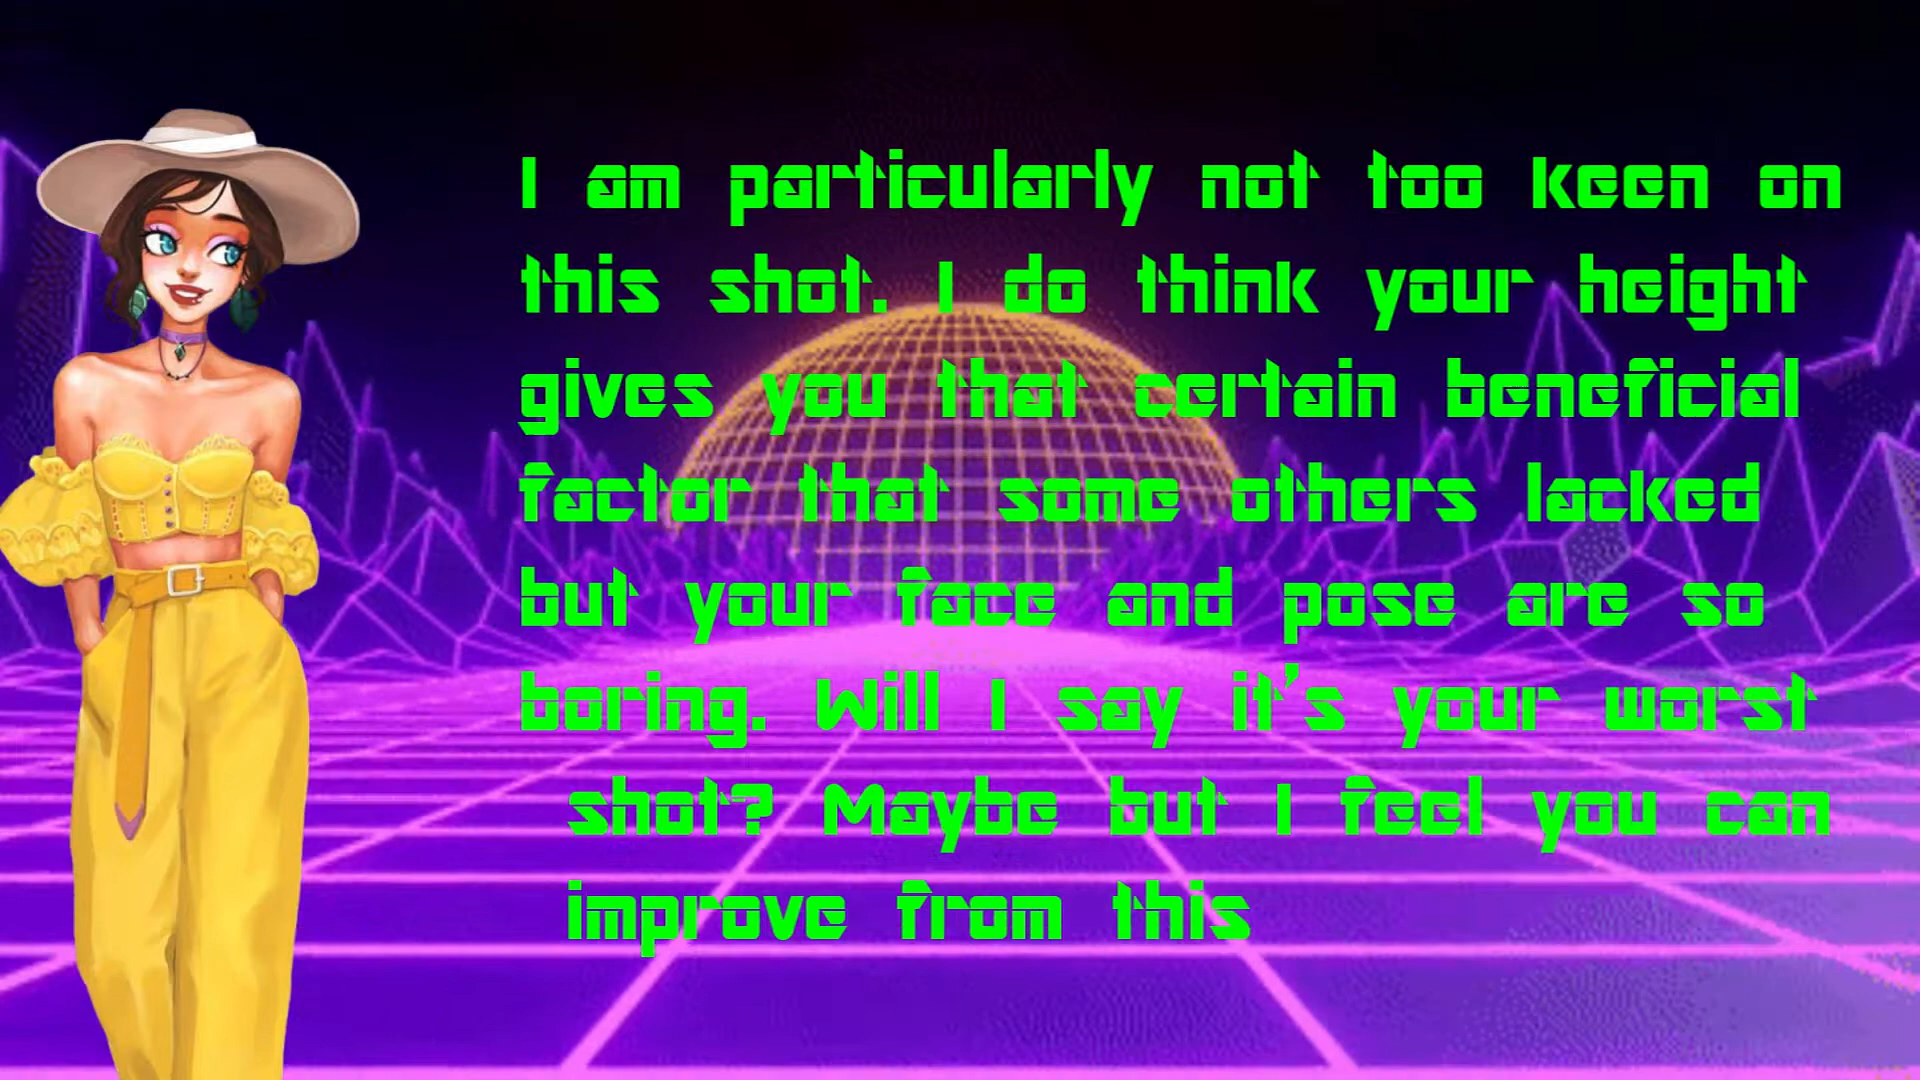 I am particularly not too keen on
this shot. I do think your height
gives you that certain beneficial
factor that some others lacked
but your face and pose are so
boring. Will I say it's your worst
shot? Maybe but I feel you can
improve from this